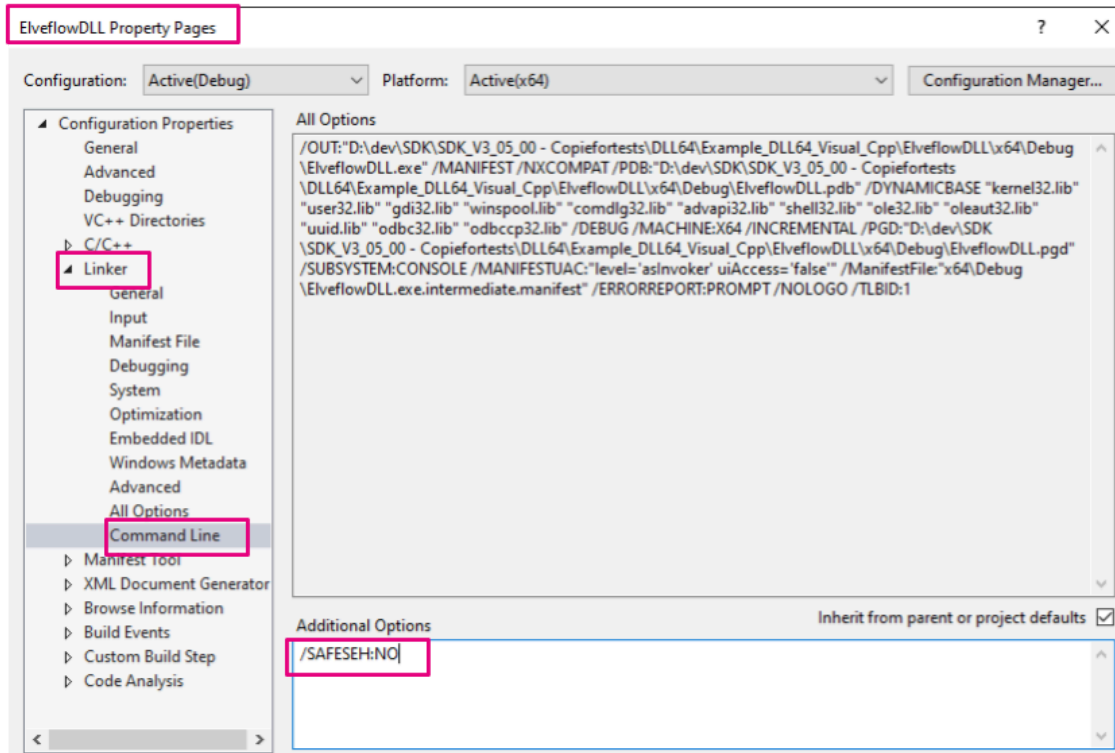 ElveflowDLL Property Pages
?
Configuration: Active(Debug) Platform: Active(x64) Configuration Manager...
Configuration Properties
General
Advanced
Debugging
VC++ Directories
C/C++
Linker
General
Input
Manifest File
Debugging
System
Optimization
Embedded IDL
Windows Metadata
Advanced
All Options
Command Line
Manifest Tool
XML Document Generator
Browse Information
Build Events
Custom Build Step
Code Analysis
All Options
/OUT:"D:\dev\SDK\SDK_V3_05_00 - Copiefortests\DLL64\Example_DLL64_Visual_Cpp\ElveflowDLL\x64\Debug
\ElveflowDLL.exe" /MANIFEST /NXCOMPAT /PDB:"D:\dev\SDK\SDK_V3_05_00 - Copiefortests
\DLL64\Example_DLL64_Visual_Cpp\ElveflowDLL\x64\Debug\ElveflowDLL.pdb" /DYNAMICBASE "kernel32.lib"
"user32.lib" "gdi32.lib" "winspool.lib" "comdlg32.lib" "advapi32.lib" "shell32.lib" "ole32.lib" "oleaut32.lib"
"uuid.lib" "odbc32.lib" "odbccp32.lib" /DEBUG /MACHINE:X64 /INCREMENTAL /PGD:"D:\dev\SDK
\SDK_V3_05_00 - Copiefortests\DLL64\Example_DLL64_Visual_Cpp\ElveflowDLL\x64\Debug\ElveflowDLL.pgd"
/SUBSYSTEM:CONSOLE /MANIFESTUAC:"level='asInvoker' uiAccess='false'" /ManifestFile:"x64\Debug
\ElveflowDLL.exe.intermediate.manifest" /ERRORREPORT:PROMPT /NOLOGO /TLBID:1
Inherit from parent or project defaults
Additional Options
/SAFESEH:NO